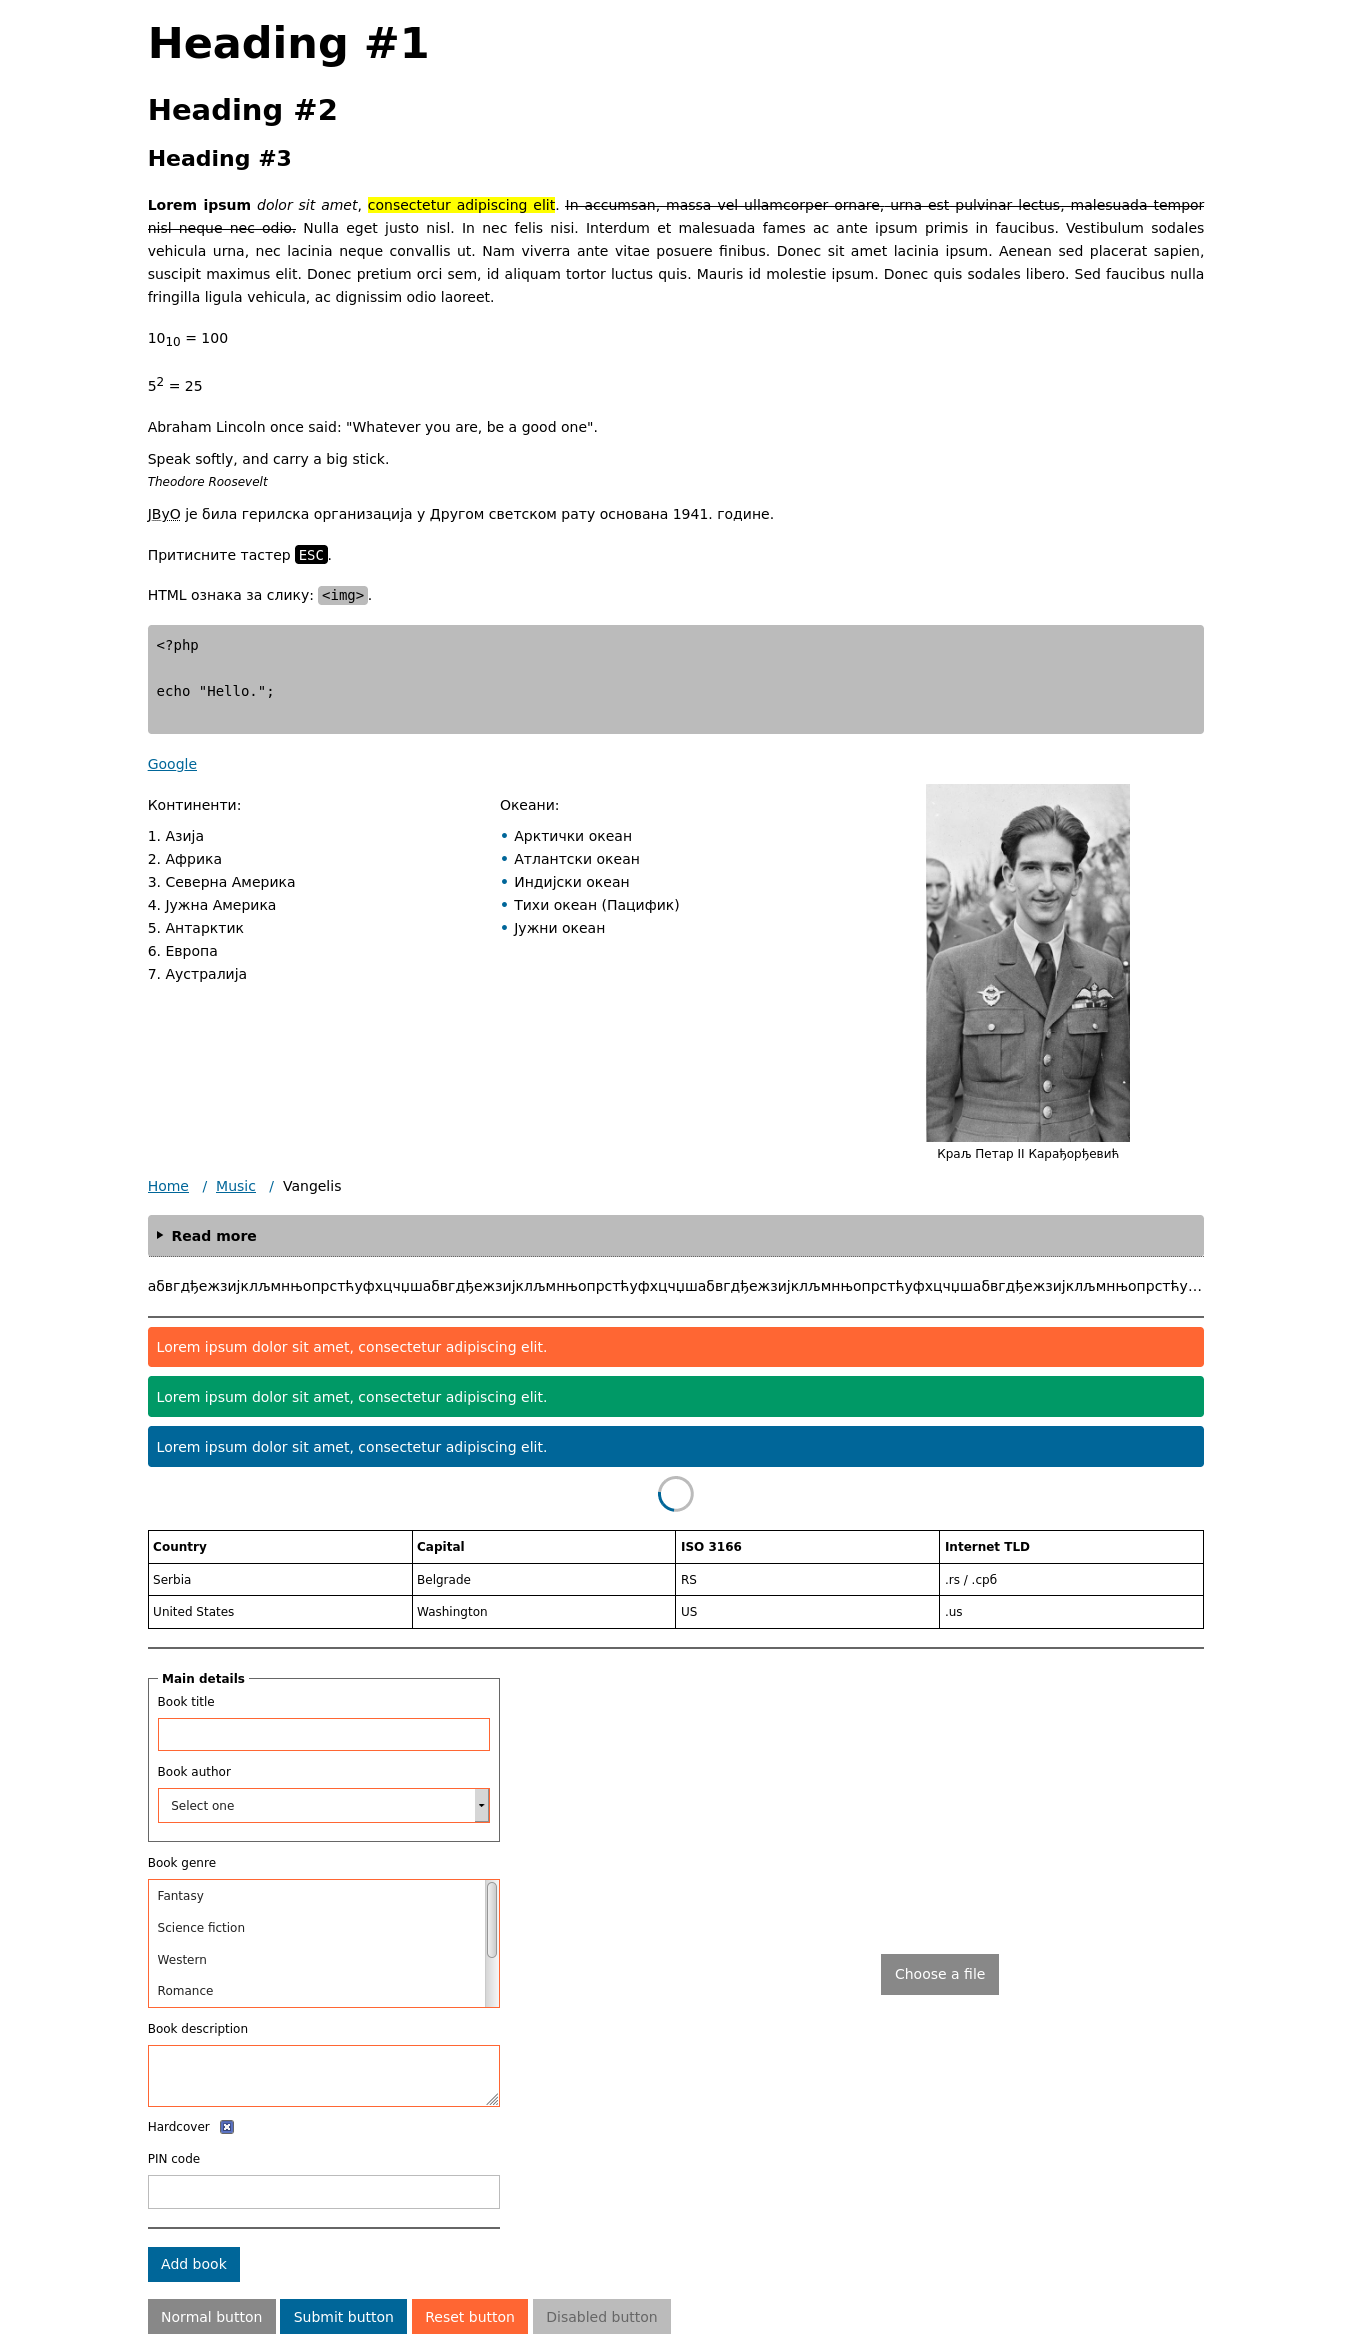 Heading #1
Heading #2
Heading #3
Lorem ipsum dolor sit amet, consectetur adipiscing elit. In accumsan, massa vel ullamcorper ornare, urna est pulvinar lectus, malesuada tempor
nisl neque nec odio. Nulla eget justo nisl. In nec felis nisi. Interdum et malesuada fames ac ante ipsum primis in faucibus. Vestibulum sodales
vehicula urna, nec lacinia neque convallis ut. Nam viverra ante vitae posuere finibus. Donec sit amet lacinia ipsum. Aenean sed placerat sapien,
suscipit maximus elit. Donec pretium orci sem, id aliquam tortor luctus quis. Mauris id molestie ipsum. Donec quis sodales libero. Sed faucibus nulla
fringilla ligula vehicula, ac dignissim odio laoreet.
10₁₀ = 100
5² = 25
Abraham Lincoln once said: "Whatever you are, be a good one".
Speak softly, and carry a big stick.
Theodore Roosevelt
ЈВуО је била герилска организација у Другом светском рату основана 1941. године.
Притисните тастер ESC.
HTML ознака за слику: <img>.
<?php
echo "Hello.";
Google
Континенти:
1. Азија
2. Африка
3. Северна Америка
4. Јужна Америка
5. Антарктик
6. Европа
7. Аустралија
Океани:
• Арктички океан
• Атлантски океан
• Индијски океан
• Тихи океан (Пацифик)
• Јужни океан
Краљ Петар II Карађорђевић
Home / Music / Vangelis
Read more
абвгдђежзијклљмнњопрстћуфхцчџшабвгдђежзијклљмнњопрстћуфхцчџшабвгдђежзијклљмнњопрстћуфхцчџшабвгдђежзијклљмнњопрстћу…
Lorem ipsum dolor sit amet, consectetur adipiscing elit.
Lorem ipsum dolor sit amet, consectetur adipiscing elit.
Lorem ipsum dolor sit amet, consectetur adipiscing elit.
Country Capital ISO 3166 Internet TLD
Serbia Belgrade RS .rs / .срб
United States Washington US .us
Main details
Book title
Book author
Select one
Book genre
Fantasy
Science fiction
Western
Romance
Choose a file
Book description
Hardcover
PIN code
Add book
Normal button Submit button Reset button Disabled button